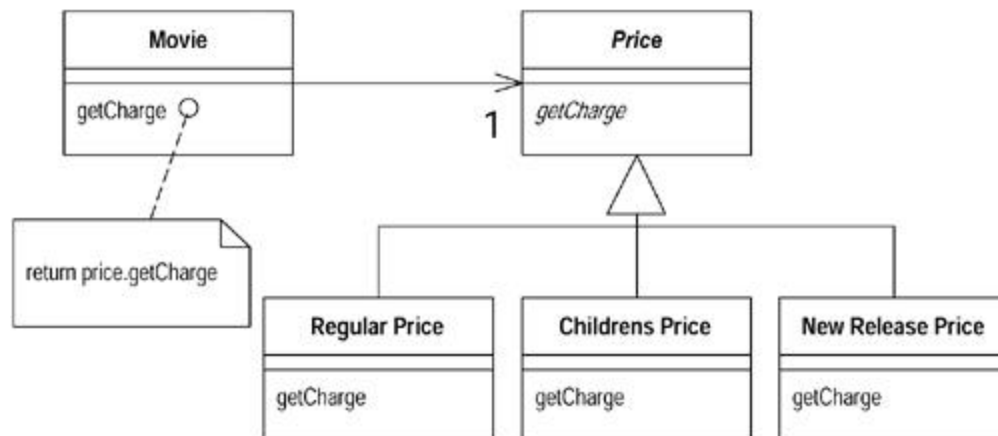 Movie
Price
getCharge
1
getCharge
return price.getCharge
Regular Price
Childrens Price
New Release Price
getCharge
getCharge
getCharge